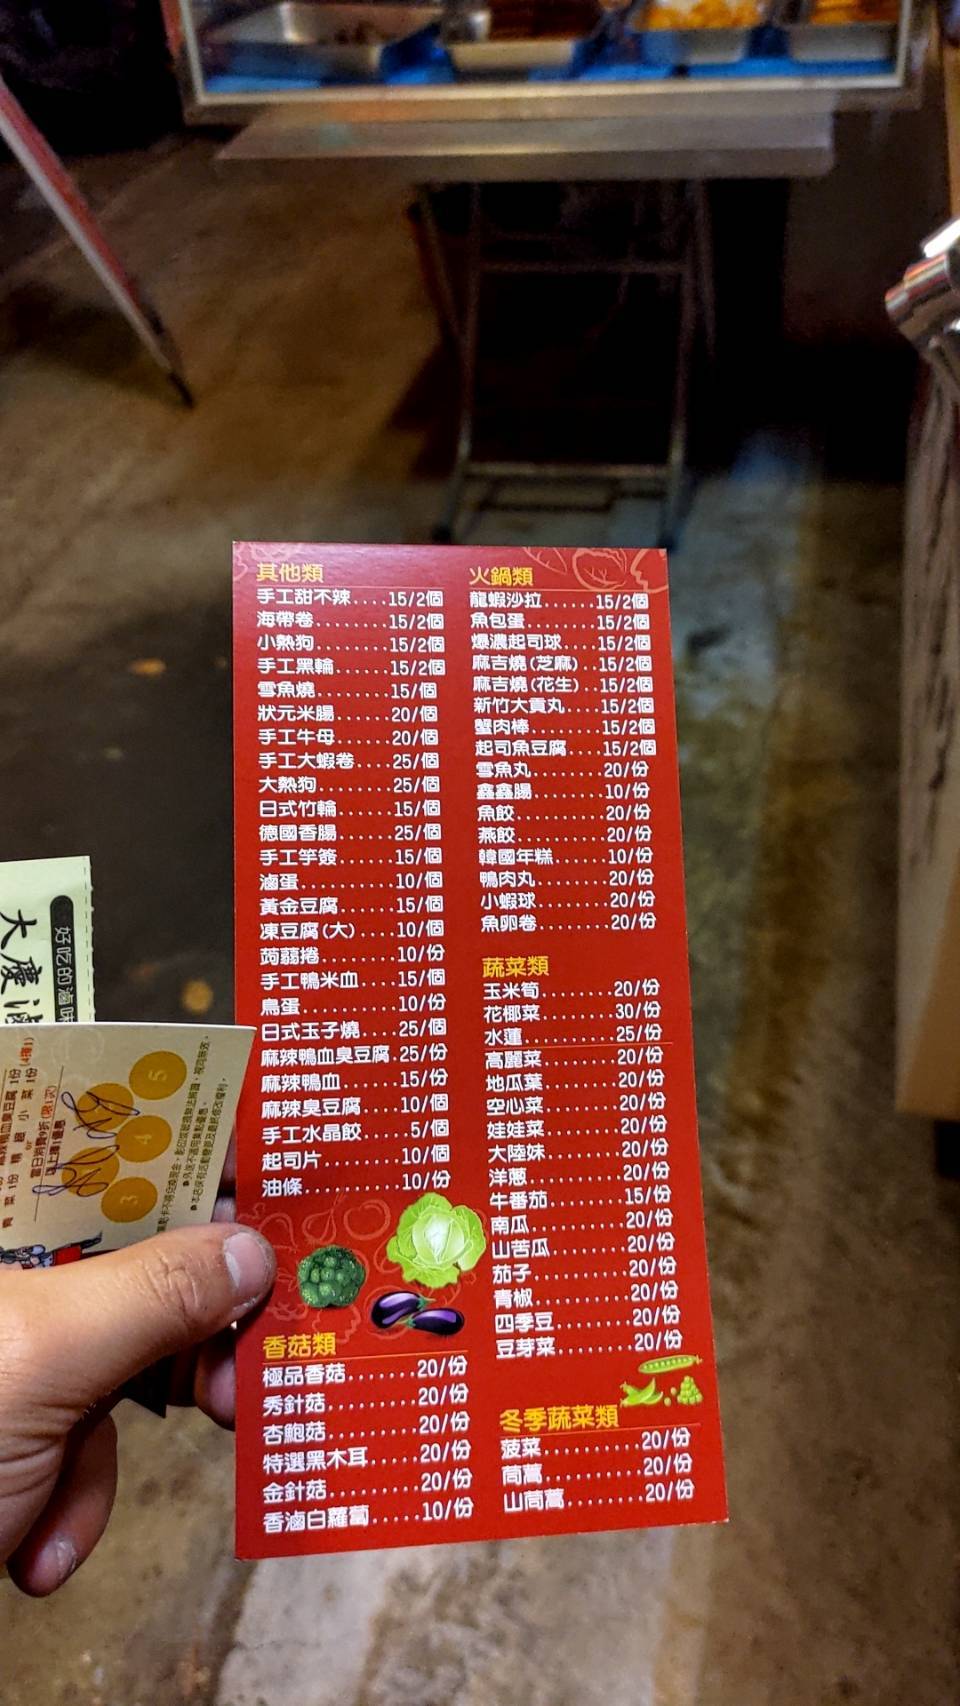 其他類
手工甜不辣....15/2個
海帶卷........15/2個
小熱狗........15/2個
手工黑輪......15/2個
雪魚燒........15/個
狀元米腸......20/個
手工牛母......20/個
手工大蝦卷....25/個
大熱狗........25/個
日式竹輪......15/個
德國香腸......25/個
手工竽簽......15/個
滷蛋..........10/個
黃金豆腐......15/個
凍豆腐(大)....10/個
蒟蒻捲........10/份
手工鴨米血....15/個
鳥蛋..........10/份
日式玉子燒....25/個
麻辣鴨血臭豆腐.25/份
麻辣鴨血......15/份
麻辣臭豆腐....10/個
手工水晶餃.....5/個
起司片........10/個
油條..........10/份
香菇類
極品香菇.......20/份
秀針菇.........20/份
杏鮑菇.........20/份
特選黑木耳.....20/份
金針菇.........20/份
香滷白蘿蔔.....10/份
火鍋類
龍蝦沙拉......15/2個
魚包蛋........15/2個
爆濃起司球....15/2個
麻吉燒(芝麻)..15/2個
麻吉燒(花生)..15/2個
新竹大貢丸....15/2個
蟹肉棒........15/2個
起司魚豆腐....15/2個
雪魚丸........20/份
鑫鑫腸........10/份
魚餃..........20/份
燕餃..........20/份
韓國年糕......10/份
鴨肉丸........20/份
小蝦球........20/份
魚卵卷........20/份
蔬菜類
玉米筍........20/份
花椰菜........30/份
水蓮..........25/份
高麗菜........20/份
地瓜葉........20/份
空心菜........20/份
娃娃菜........20/份
大陸妹........20/份
洋蔥..........20/份
牛番茄........15/份
南瓜..........20/份
山苦瓜........20/份
茄子..........20/份
青椒..........20/份
四季豆........20/份
豆芽菜........20/份
冬季蔬菜類
菠菜..........20/份
茼蒿..........20/份
山茼蒿........20/份
好吃的滷味
大慶
5
4
3